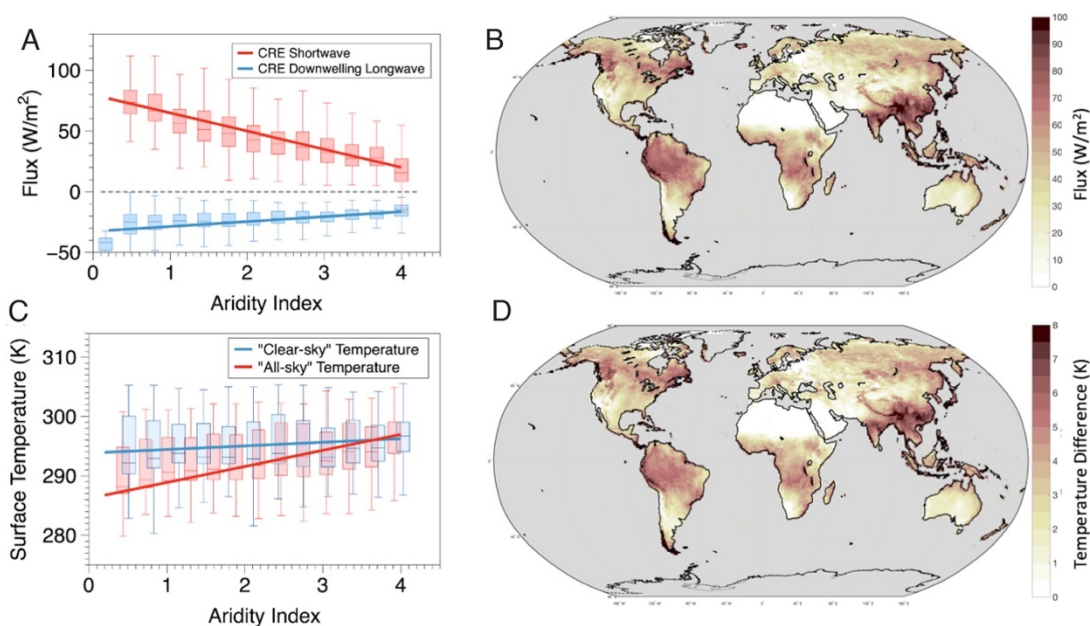 A
CRE Shortwave
CRE Downwelling Longwave
Flux (W/m²)
100
50
0
−50
0 1 2 3 4
Aridity Index
B
100
90
80
70
60
50
40
30
20
10
0
Flux (W/m²)
C
"Clear-sky" Temperature
"All-sky" Temperature
Surface Temperature (K)
310
300
290
280
0 1 2 3 4
Aridity Index
D
8
7
6
5
4
3
2
1
0
Temperature Difference (K)